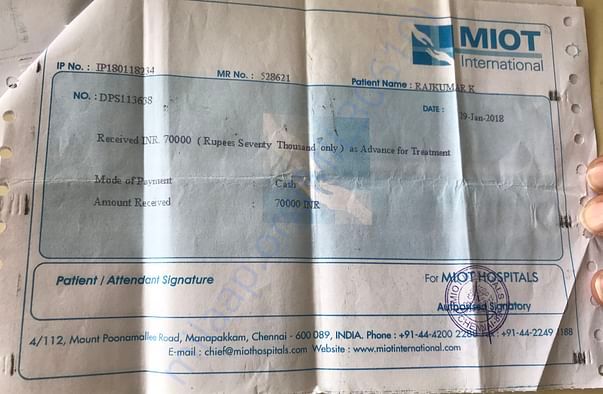 MIOT
International
IP No. : IP180118234
MR No. : 528621
Patient Name : RAJKUMAR K
NO. : DPS113638
DATE :
19-Jan-2018
Received INR 70000 ( Rupees Seventy Thousand only ) as Advance for Treatment
Mode of Payment : Cash
Amount Received : 70000 INR
Patient / Attendant Signature
For MIOT HOSPITALS
Authorised Signatory
4/112, Mount Poonamallee Road, Manapakkam, Chennai - 600 089, INDIA. Phone : +91-44-4200 2288 Fax : +91-44-2249 1188
E-mail : chief@miothospitals.com Website : www.miotinternational.com